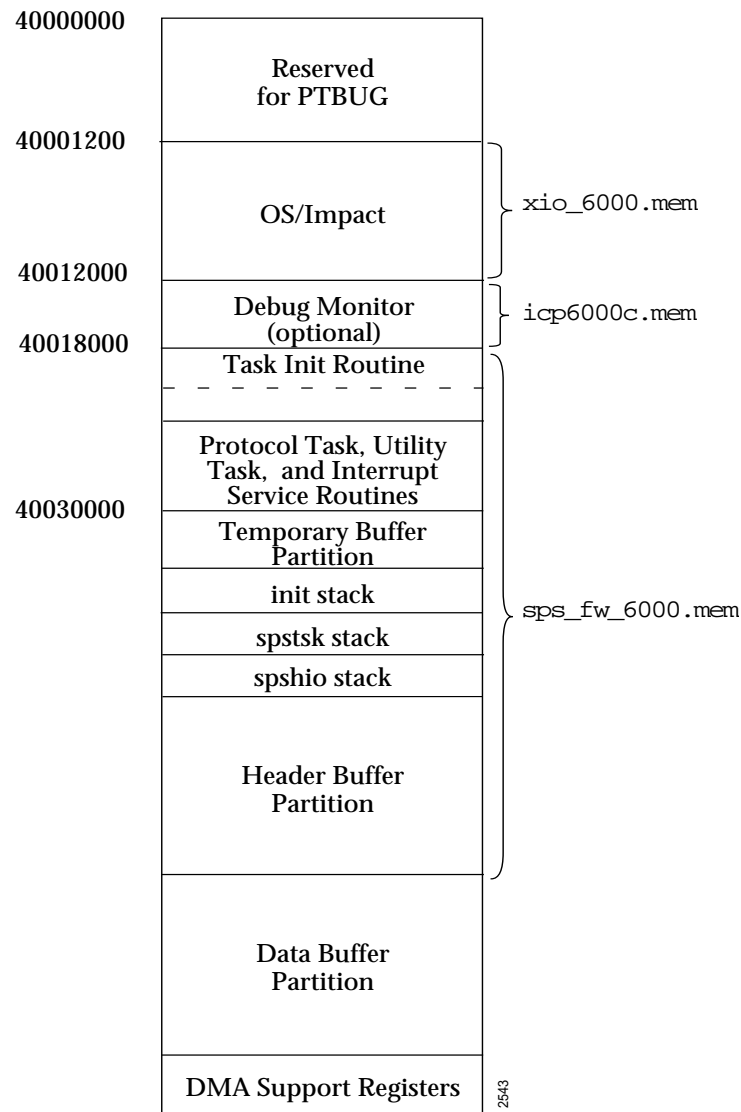 40000000
Reserved
for PTBUG
40001200
OS/Impact
xio_6000.mem
40012000
Debug Monitor
(optional)
icp6000c.mem
40018000
Task Init Routine
Protocol Task, Utility
Task, and Interrupt
Service Routines
40030000
Temporary Buffer
Partition
init stack
sps_fw_6000.mem
spstsk stack
spshio stack
Header Buffer
Partition
Data Buffer
Partition
DMA Support Registers
2543